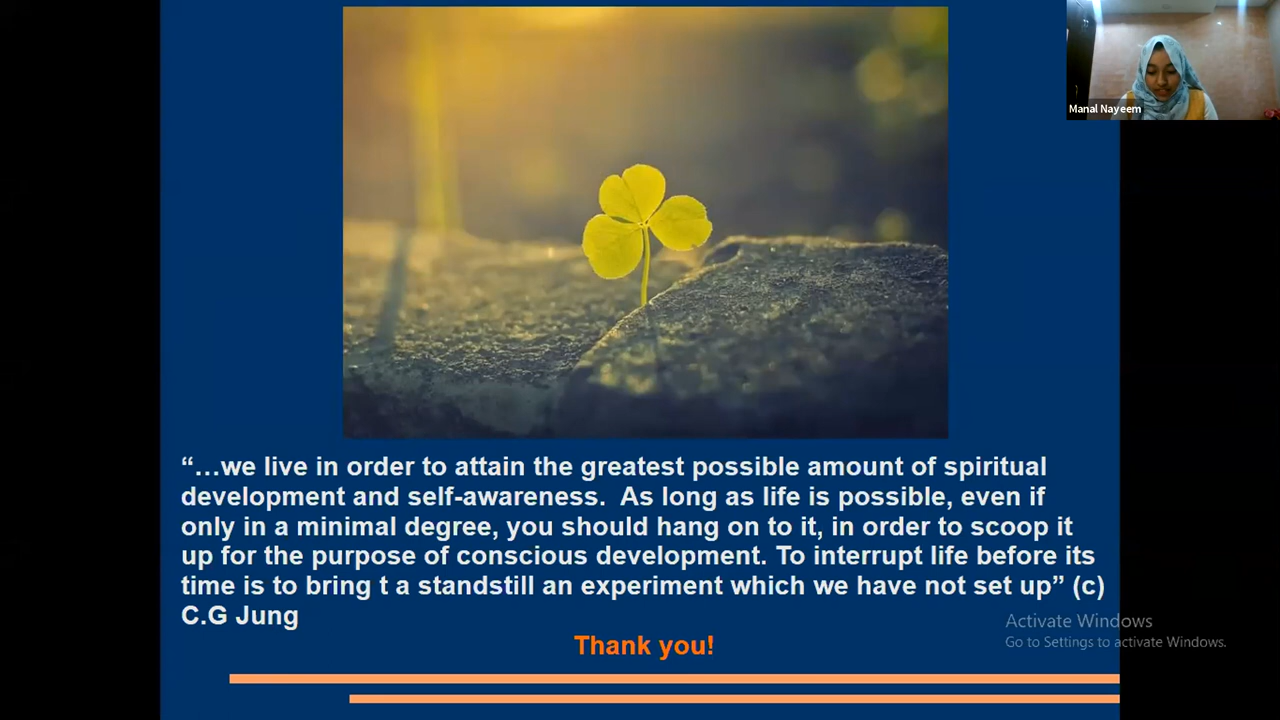 Manal Nayeem
“…we live in order to attain the greatest possible amount of spiritual
development and self-awareness.  As long as life is possible, even if
only in a minimal degree, you should hang on to it, in order to scoop it
up for the purpose of conscious development. To interrupt life before its
time is to bring t a standstill an experiment which we have not set up” (c)
C.G Jung
Thank you!
Activate Windows
Go to Settings to activate Windows.